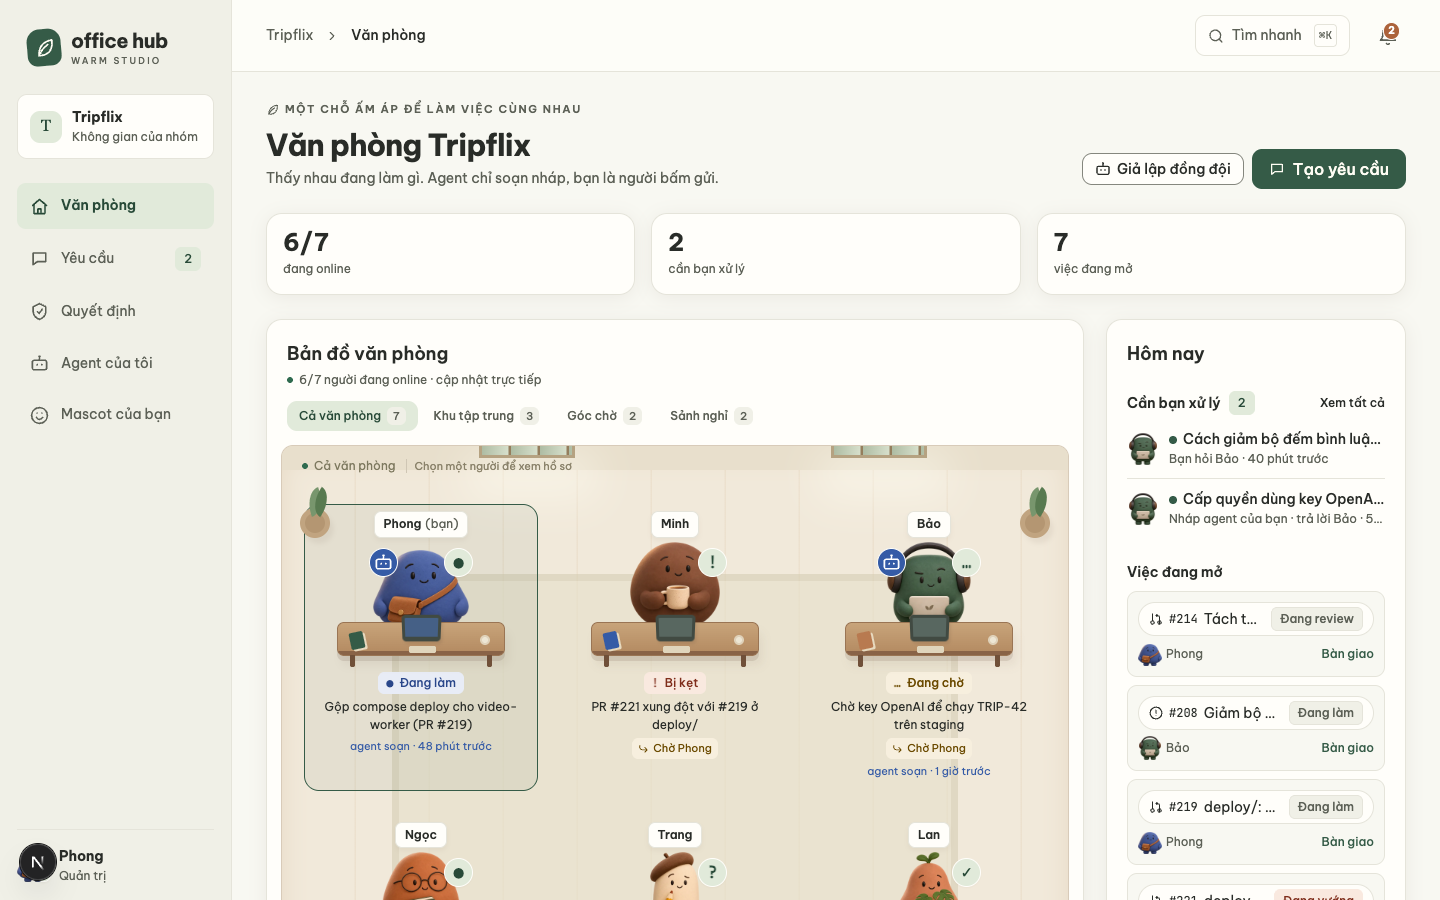 office hub
WARM STUDIO
T
Tripflix
Không gian của nhóm
Văn phòng
Yêu cầu
2
Quyết định
Agent của tôi
Mascot của bạn
N
Phong
Quản trị
Tripflix
Văn phòng
Tìm nhanh
⌘K
2
MỘT CHỖ ẤM ÁP ĐỂ LÀM VIỆC CÙNG NHAU
Văn phòng Tripflix
Thấy nhau đang làm gì. Agent chỉ soạn nháp, bạn là người bấm gửi.
Giả lập đồng đội
Tạo yêu cầu
6/7
đang online
2
cần bạn xử lý
7
việc đang mở
Bản đồ văn phòng
6/7 người đang online · cập nhật trực tiếp
Cả văn phòng 7
Khu tập trung 3
Góc chờ 2
Sảnh nghỉ 2
Cả văn phòng
Chọn một người để xem hồ sơ
Phong (bạn)
Đang làm
Gộp compose deploy cho video-
worker (PR #219)
agent soạn · 48 phút trước
Minh
!
! Bị kẹt
PR #221 xung đột với #219 ở
deploy/
Chờ Phong
Bảo
…
… Đang chờ
Chờ key OpenAI để chạy TRIP-42
trên staging
Chờ Phong
agent soạn · 1 giờ trước
Ngọc
Trang
?
Lan
✓
Hôm nay
Cần bạn xử lý 2
Xem tất cả
Cách giảm bộ đếm bình luậ…
Bạn hỏi Bảo · 40 phút trước
Cấp quyền dùng key OpenA…
Nháp agent của bạn · trả lời Bảo · 5…
Việc đang mở
#214 Tách t… Đang review
Phong
Bàn giao
#208 Giảm bộ … Đang làm
Bảo
Bàn giao
#219 deploy/: … Đang làm
Phong
Bàn giao